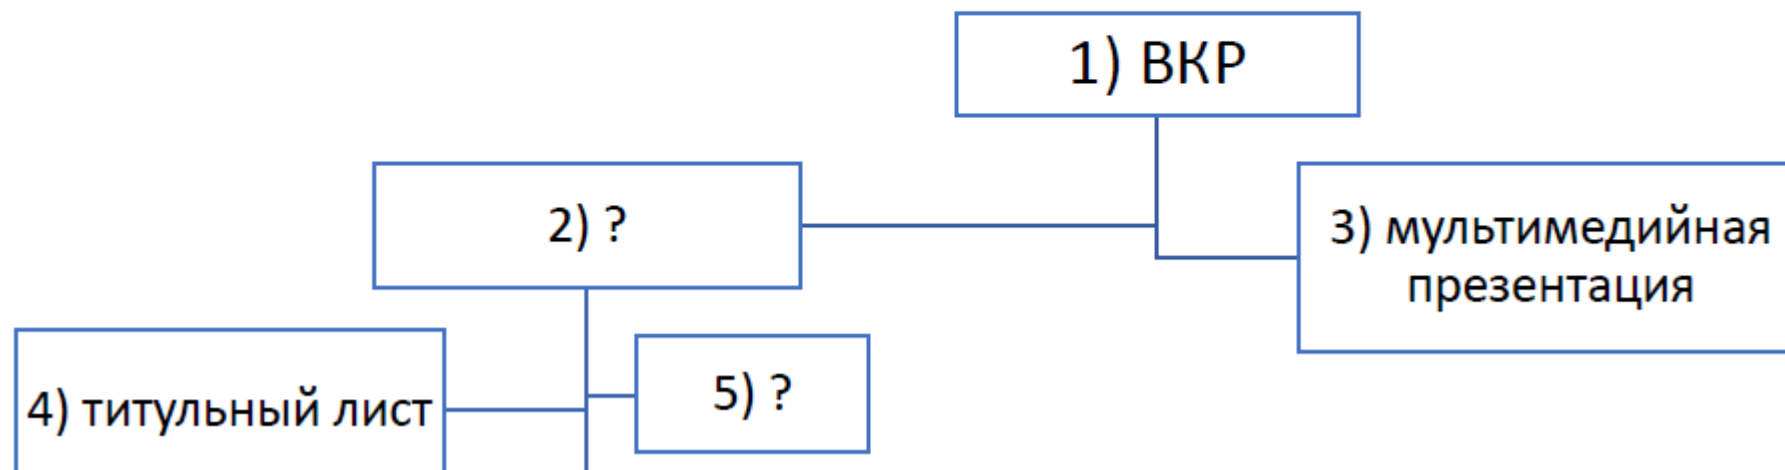 1) ВКР
2) ?
3) мультимедийная
презентация
4) титульный лист
5) ?